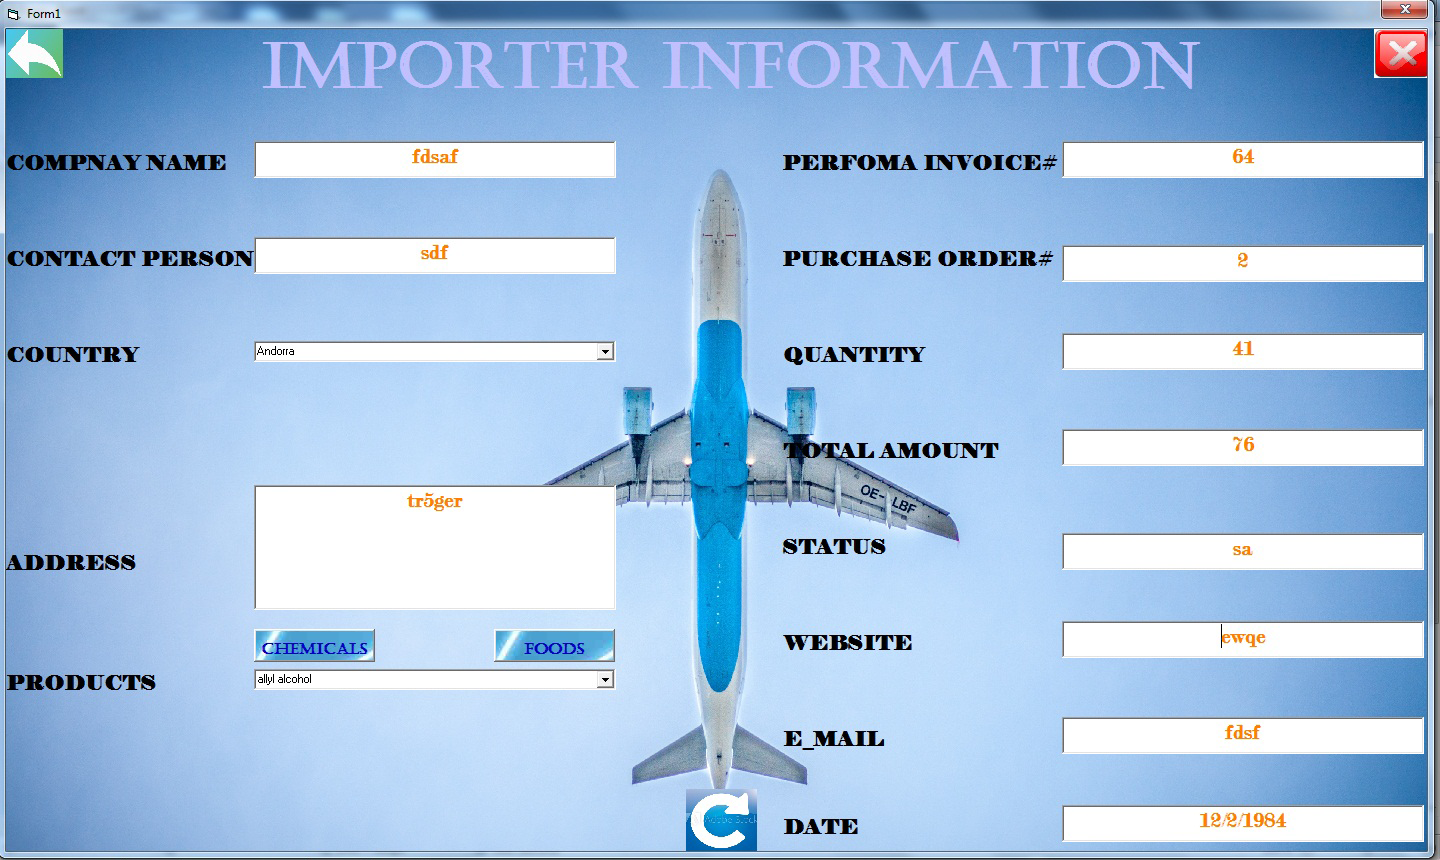 Form1
IMPORTER INFORMATION
COMPNAY NAME
fdsaf
PERFOMA INVOICE#
64
CONTACT PERSON
sdf
PURCHASE ORDER#
2
COUNTRY
Andorra
QUANTITY
41
TOTAL AMOUNT
76
OE-LBF
ADDRESS
tr5ger
STATUS
sa
CHEMICALS
FOODS
WEBSITE
ewqe
PRODUCTS
allyl alcohol
E_MAIL
fdsf
DATE
12/2/1984